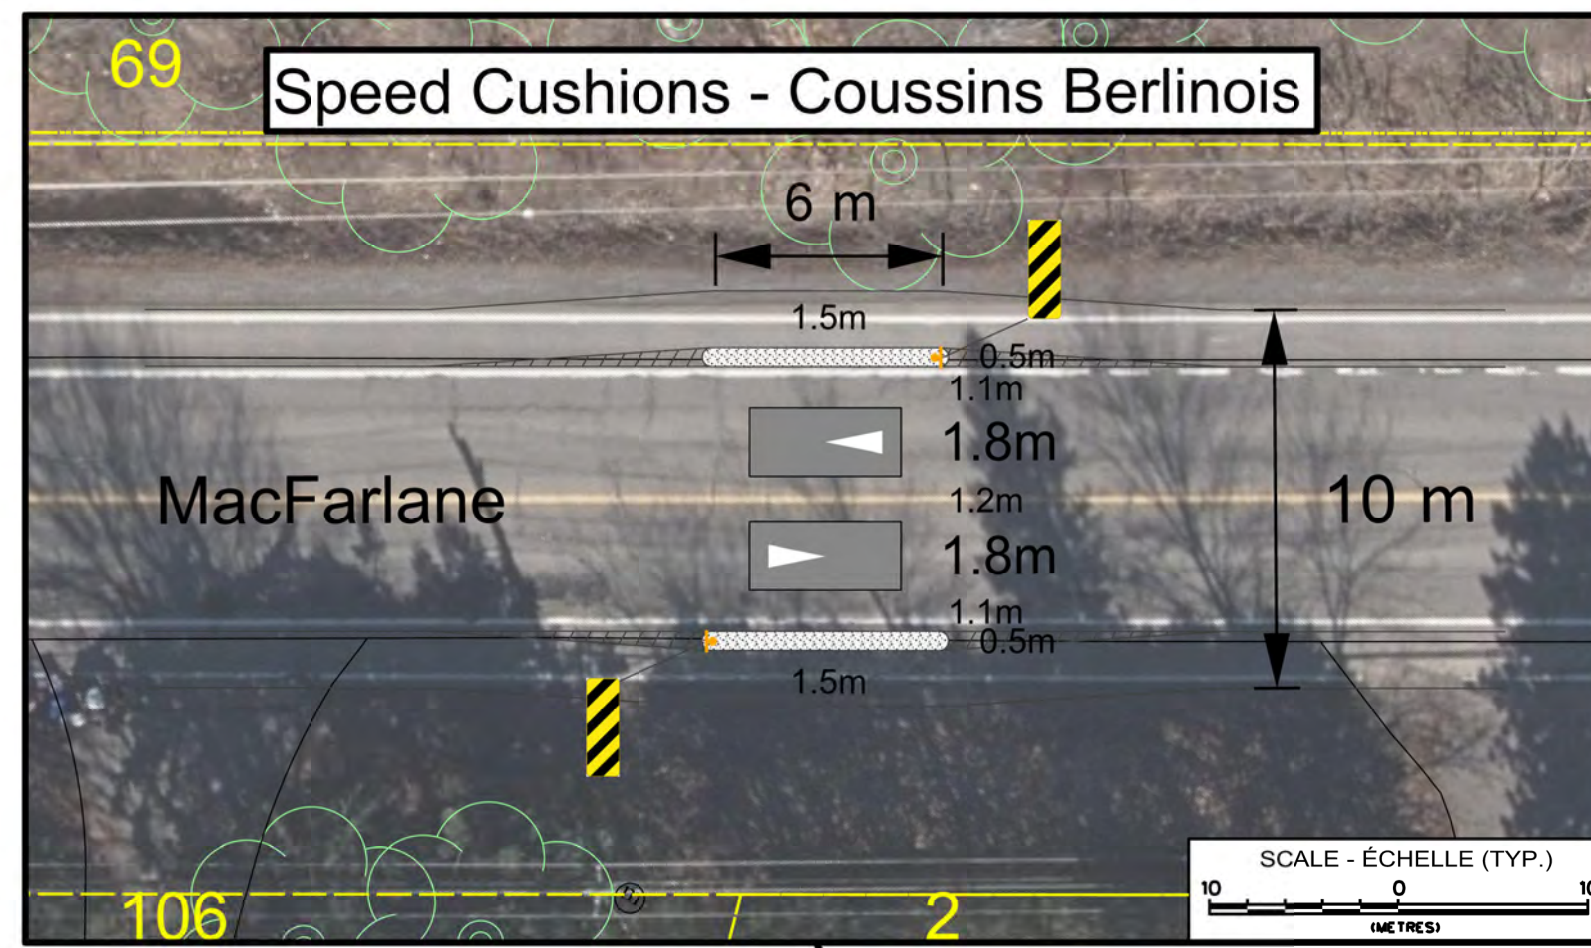 69
Speed Cushions - Coussins Berlinois
6 m
1.5m
0.5m
1.1m
1.8m
MacFarlane
1.2m
10 m
1.8m
1.1m
0.5m
1.5m
SCALE - ÉCHELLE (TYP.)
10 0 10
(METRES)
106
2